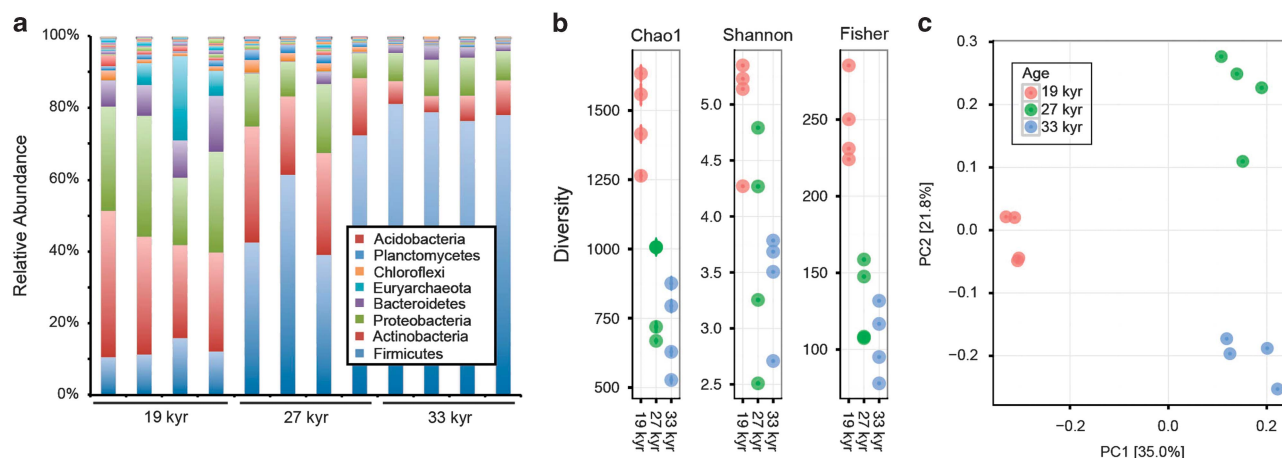 a
Relative Abundance
100%
80%
60%
40%
20%
0%
Acidobacteria
Planctomycetes
Chloroflexi
Euryarchaeota
Bacteroidetes
Proteobacteria
Actinobacteria
Firmicutes
19 kyr
27 kyr
33 kyr
b
Diversity
Chao1
1500
1250
1000
750
500
19 kyr
27 kyr
33 kyr
Shannon
5.0
4.5
4.0
3.5
3.0
2.5
19 kyr
27 kyr
33 kyr
Fisher
250
200
150
100
19 kyr
27 kyr
33 kyr
c
PC2 [21.8%]
0.3
0.2
0.1
0.0
−0.1
−0.2
Age
19 kyr
27 kyr
33 kyr
−0.2
0.0
0.2
PC1 [35.0%]